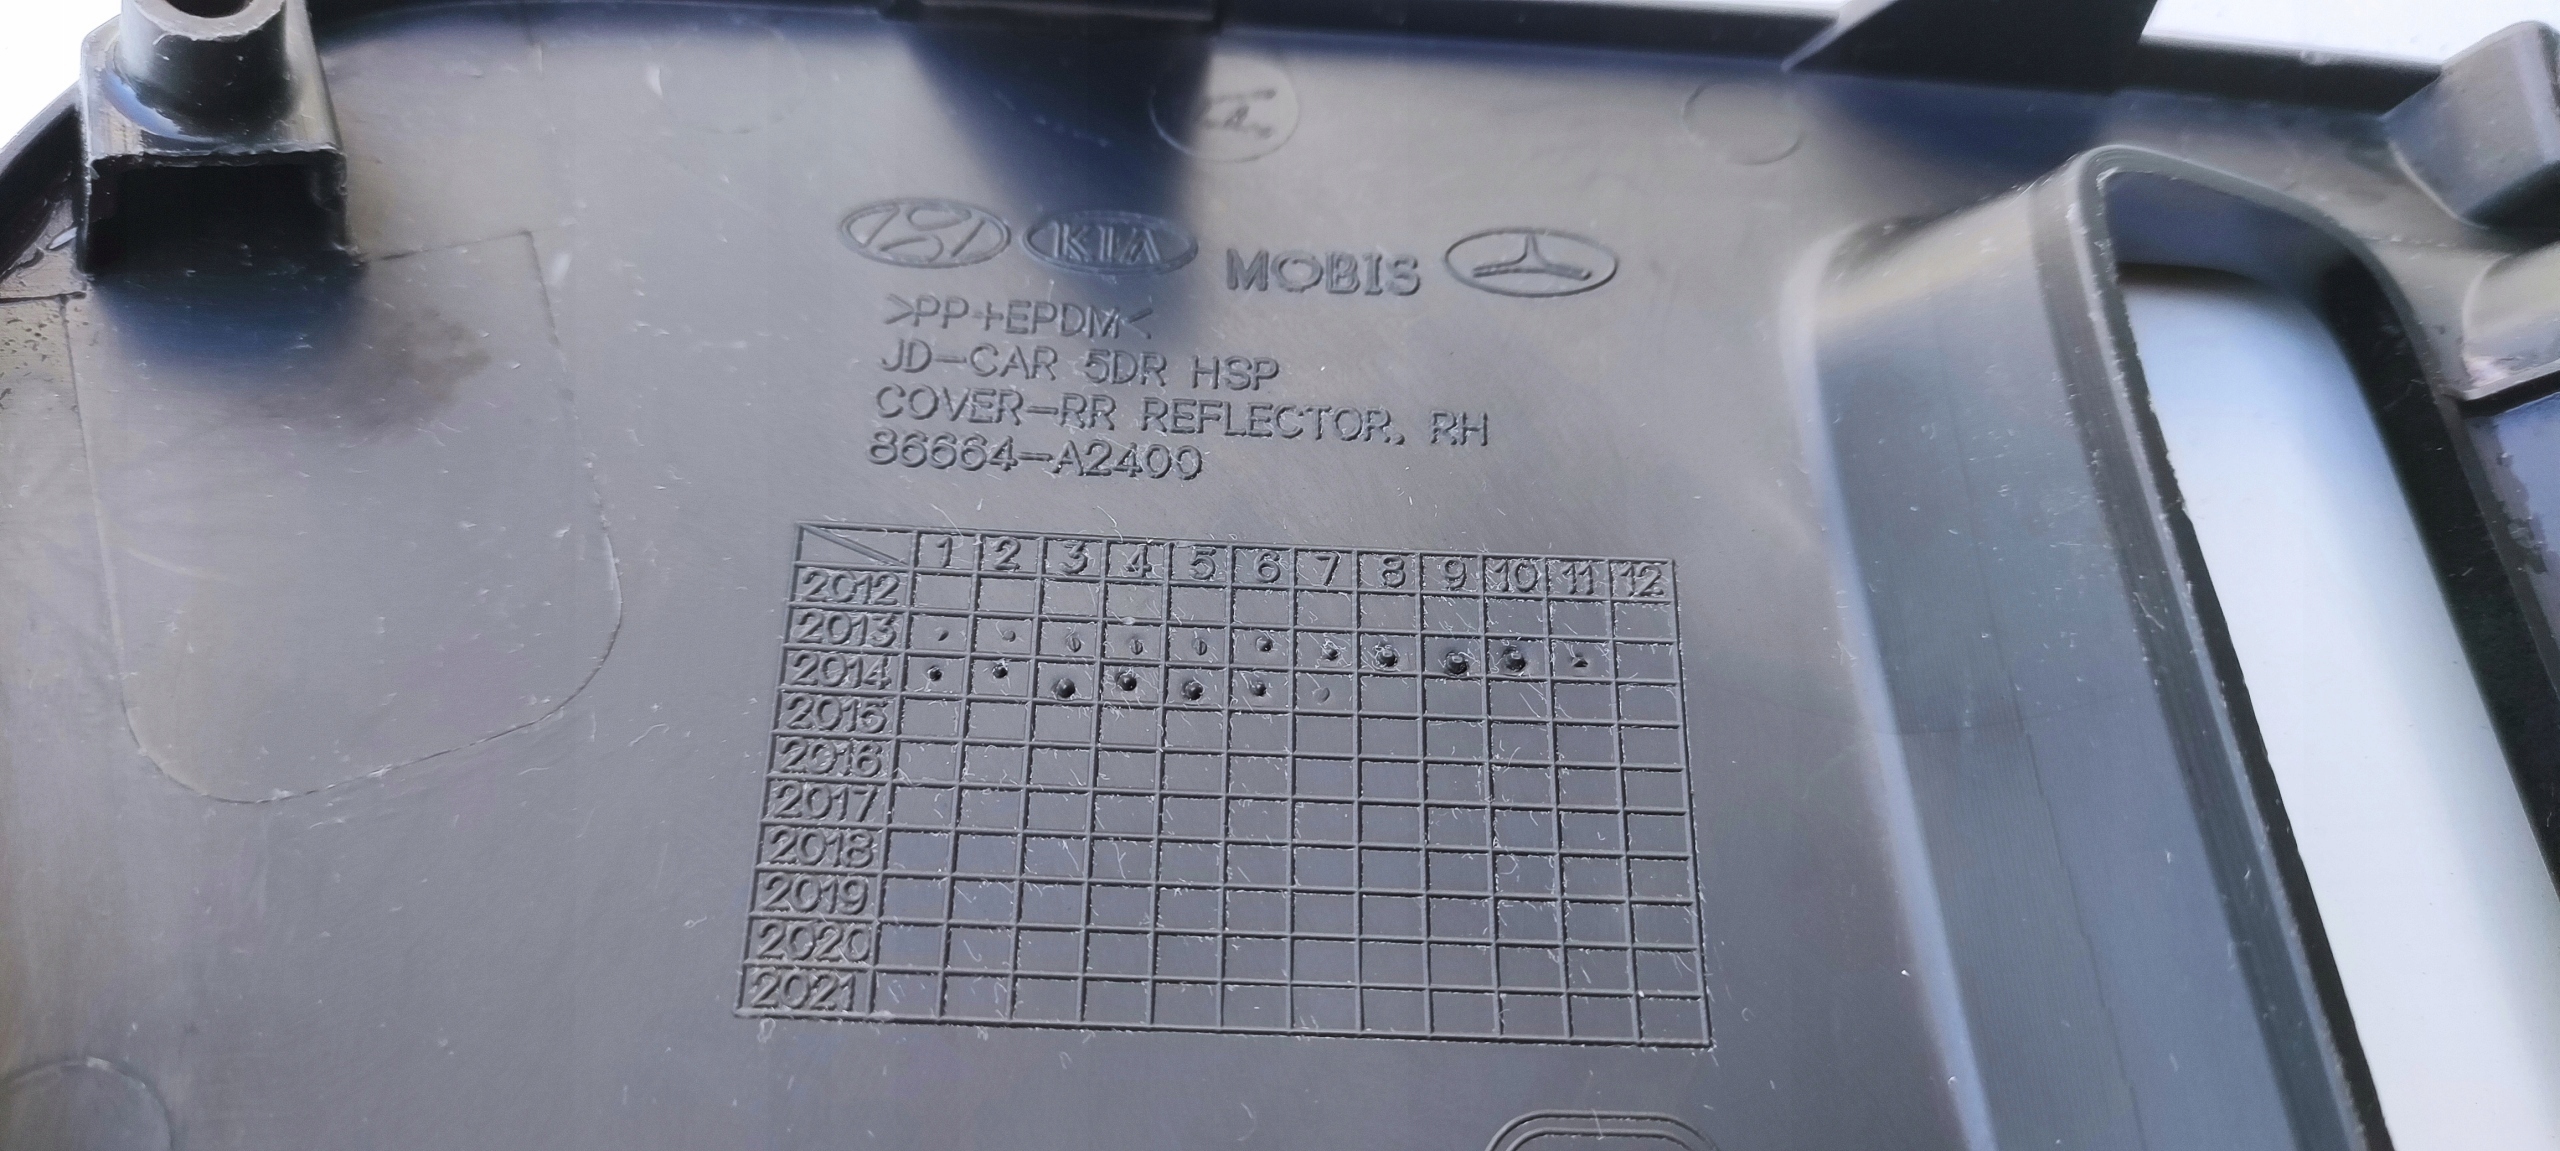 KIA MOBIS
>PP+EPDM<
JD-CAR 5DR HSP
COVER-RR REFLECTOR, RH
86664-A2400
1 2 3 4 5 6 7 8 9 10 11 12
2012
2013
2014
2015
2016
2017
2018
2019
2020
2021